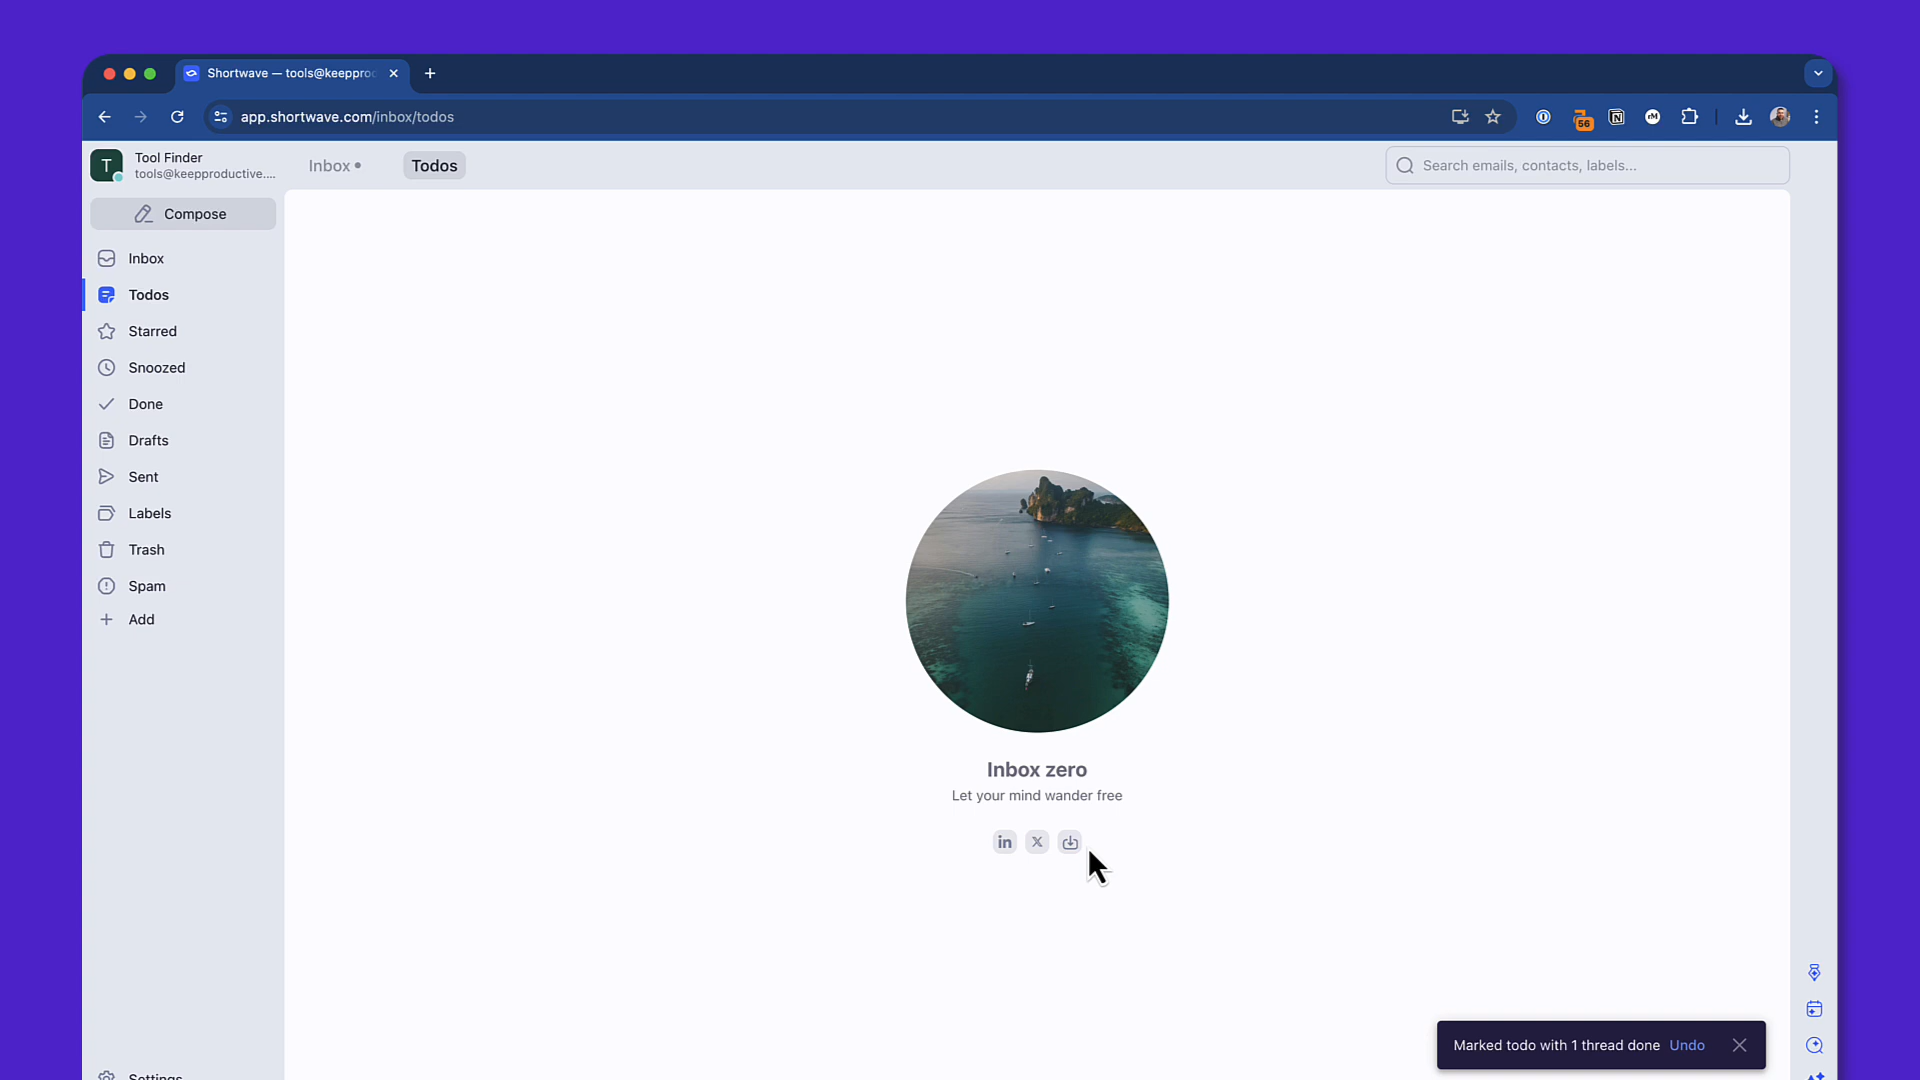 Shortwave — tools@keeppro
app.shortwave.com/inbox/todos
56
T
Tool Finder
tools@keepproductive....
Inbox
Todos
Search emails, contacts, labels...
Compose
Inbox
Todos
Starred
Snoozed
Done
Drafts
Sent
Labels
Trash
Spam
Add
Settings
Inbox zero
Let your mind wander free
in
X
Marked todo with 1 thread done Undo